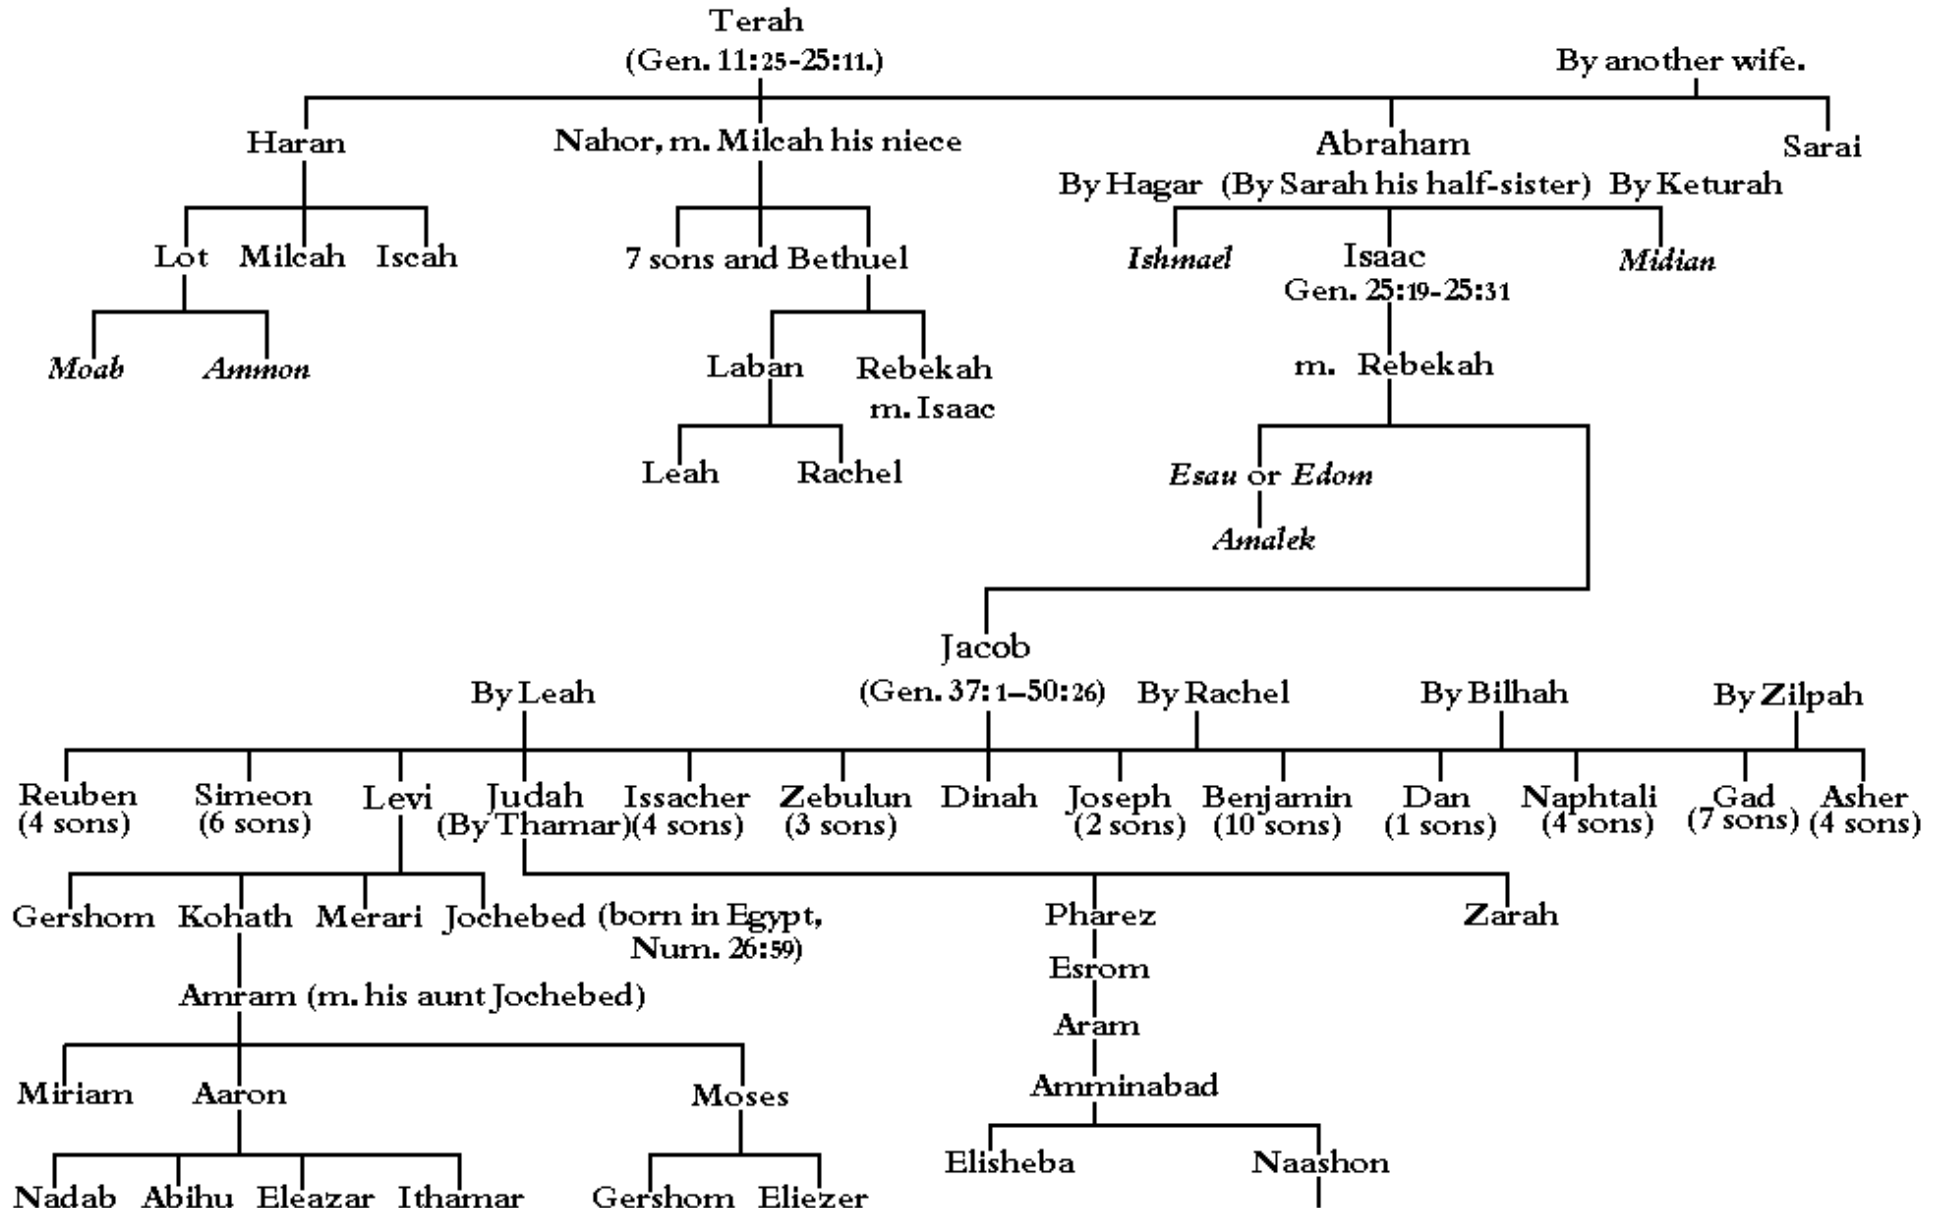 Terah
(Gen. 11:25-25:11.)
By another wife.
Haran
Nahor, m. Milcah his niece
Abraham
Sarai
By Hagar (By Sarah his half-sister) By Keturah
Lot Milcah Iscah
7 sons and Bethuel
Ishmael
Isaac
Midian
Gen. 25:19-25:31
Moab
Ammon
Laban
Rebekah
m. Isaac
m. Rebekah
Leah
Rachel
Esau or Edom
Amalek
Jacob
By Leah
(Gen. 37:1–50:26)
By Rachel
By Bilhah
By Zilpah
Reuben Simeon Levi Judah Issacher Zebulun Dinah Joseph Benjamin Dan Naphtali Gad Asher
(4 sons) (6 sons) (By Thamar) (4 sons) (3 sons) (2 sons) (10 sons) (1 sons) (4 sons) (7 sons) (4 sons)
Gershom Kohath Merari Jochebed (born in Egypt,
Num. 26:59)
Pharez
Zarah
Esrom
Amram (m. his aunt Jochebed)
Aram
Miriam
Aaron
Moses
Amminabad
Elisheba
Naashon
Nadab Abihu Eleazar Ithamar
Gershom Eliezer